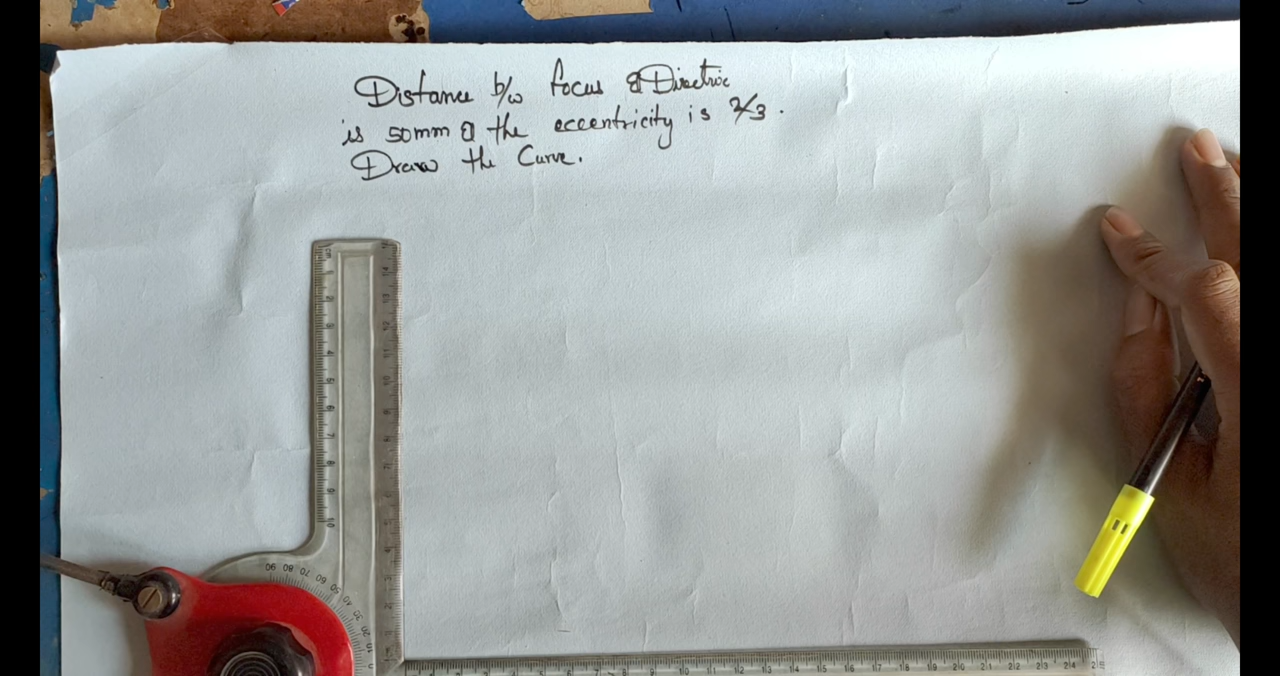 Distance b/w focus & Directrix
is 50mm & the eccentricity is 2/3.
Draw the Curve.